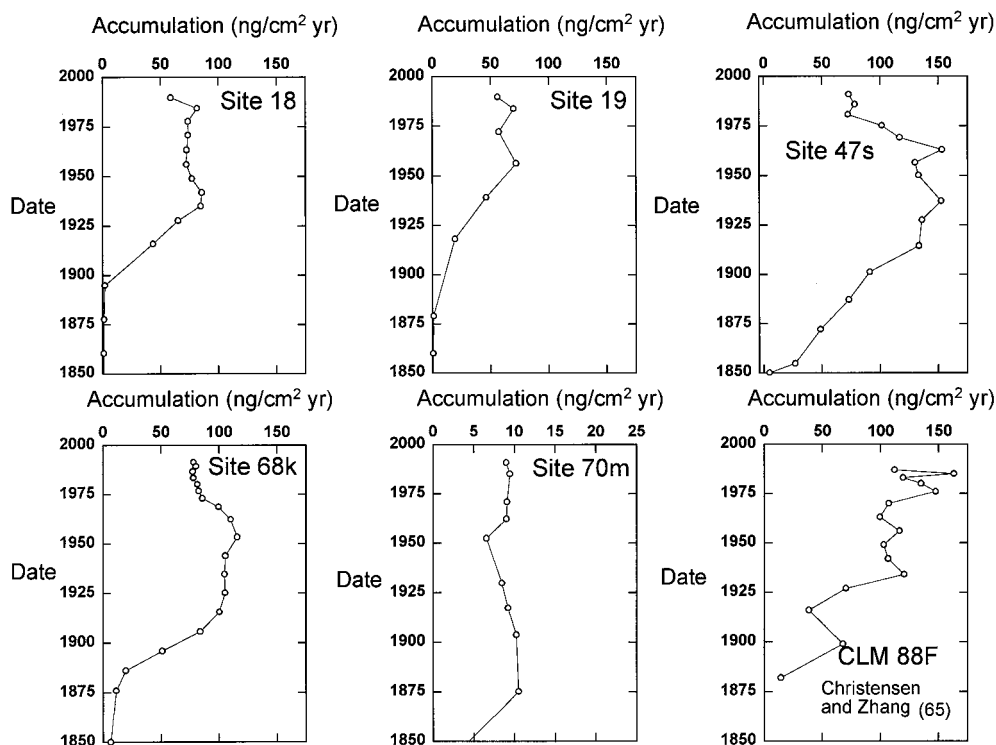 Accumulation (ng/cm² yr)
0 50 100 150
2000
1975
1950
1925
1900
1875
1850
Date
Site 18
Accumulation (ng/cm² yr)
0 50 100 150
2000
1975
1950
1925
1900
1875
1850
Date
Site 19
Accumulation (ng/cm² yr)
0 50 100 150
2000
1975
1950
1925
1900
1875
1850
Date
Site 47s
Accumulation (ng/cm² yr)
0 50 100 150
2000
1975
1950
1925
1900
1875
1850
Date
Site 68k
Accumulation (ng/cm² yr)
0 5 10 15 20 25
2000
1975
1950
1925
1900
1875
1850
Date
Site 70m
Accumulation (ng/cm² yr)
0 50 100 150
2000
1975
1950
1925
1900
1875
1850
Date
CLM 88F
Christensen
and Zhang (65)